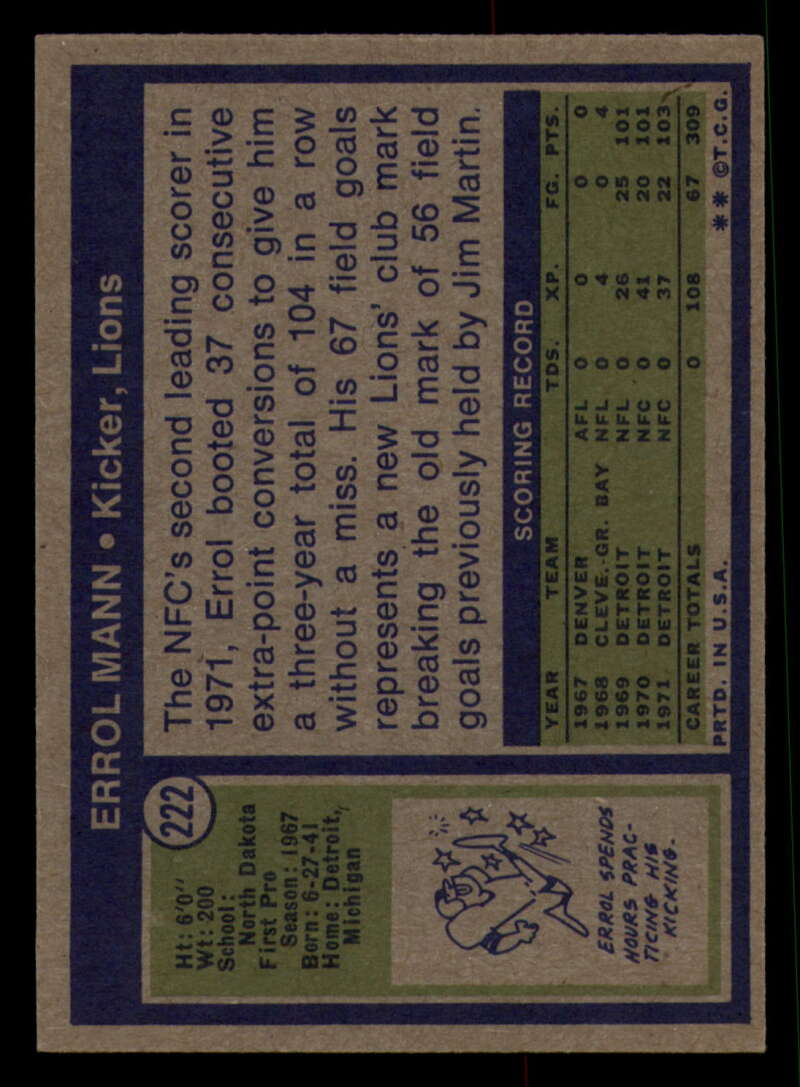 ERROL MANN • Kicker, Lions
222
Ht: 6'0"
Wt: 200
School:
North Dakota
First Pro
Season: 1967
Born: 6-27-41
Home: Detroit,
Michigan
ERROL SPENDS
HOURS PRAC-
TICING HIS
KICKING.
The NFC's second leading scorer in
1971, Errol booted 37 consecutive
extra-point conversions to give him
a three-year total of 104 in a row
without a miss. His 67 field goals
represents a new Lions' club mark
breaking the old mark of 56 field
goals previously held by Jim Martin.
SCORING RECORD
YEAR TEAM TDS. XP. FG. PTS.
1967 DENVER AFL 0 0 0 0
1968 CLEVE.-GR. BAY NFL 0 4 0 4
1969 DETROIT NFL 0 26 25 101
1970 DETROIT NFC 0 41 20 101
1971 DETROIT NFC 0 37 22 103
CAREER TOTALS 0 108 67 309
PRTD. IN U.S.A. ** ©T.C.G.